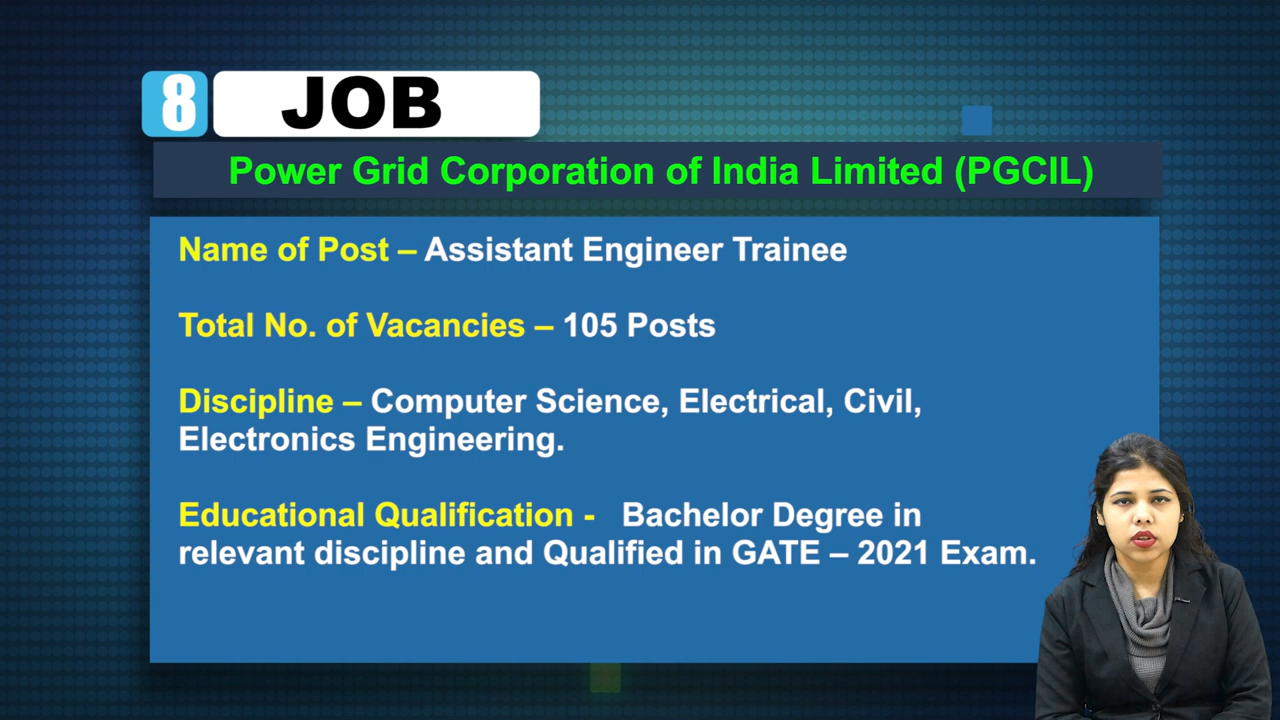 8 JOB
Power Grid Corporation of India Limited (PGCIL)
Name of Post – Assistant Engineer Trainee
Total No. of Vacancies – 105 Posts
Discipline – Computer Science, Electrical, Civil,
Electronics Engineering.
Educational Qualification - Bachelor Degree in
relevant discipline and Qualified in GATE – 2021 Exam.